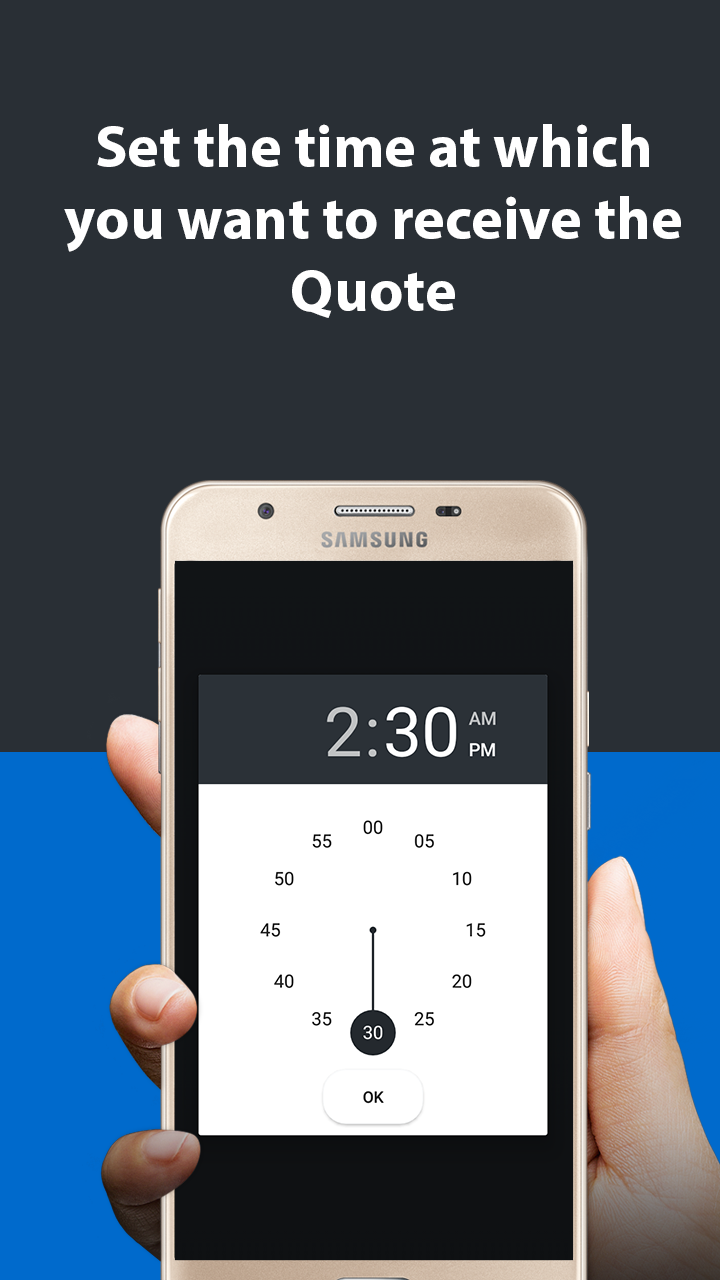 Set the time at which
you want to receive the
Quote
SAMSUNG
2:30 AM
PM
00
55 05
50 10
45 15
40 20
35 25
30
OK